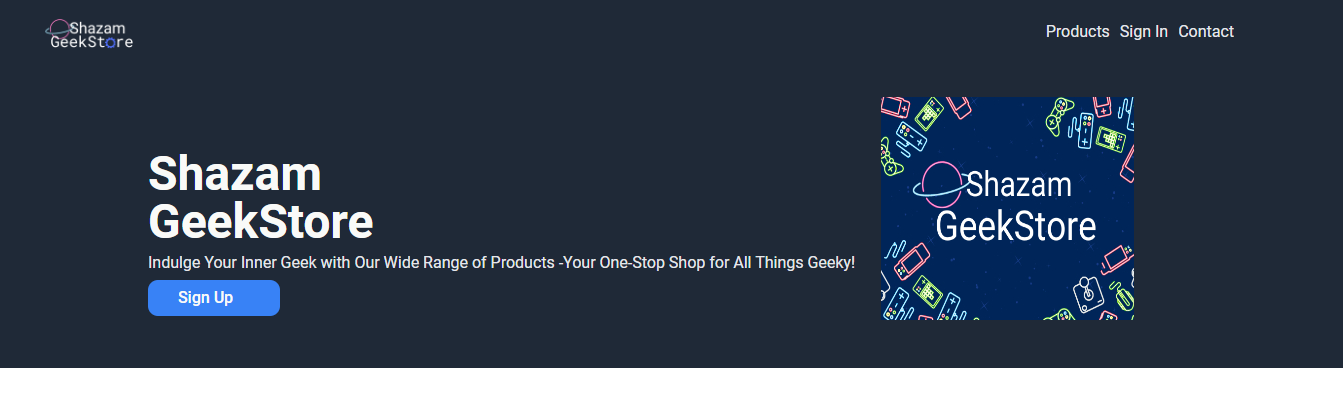 Shazam
GeekStore
Products Sign In Contact
Shazam
GeekStore
Indulge Your Inner Geek with Our Wide Range of Products -Your One-Stop Shop for All Things Geeky!
Sign Up
Shazam
GeekStore